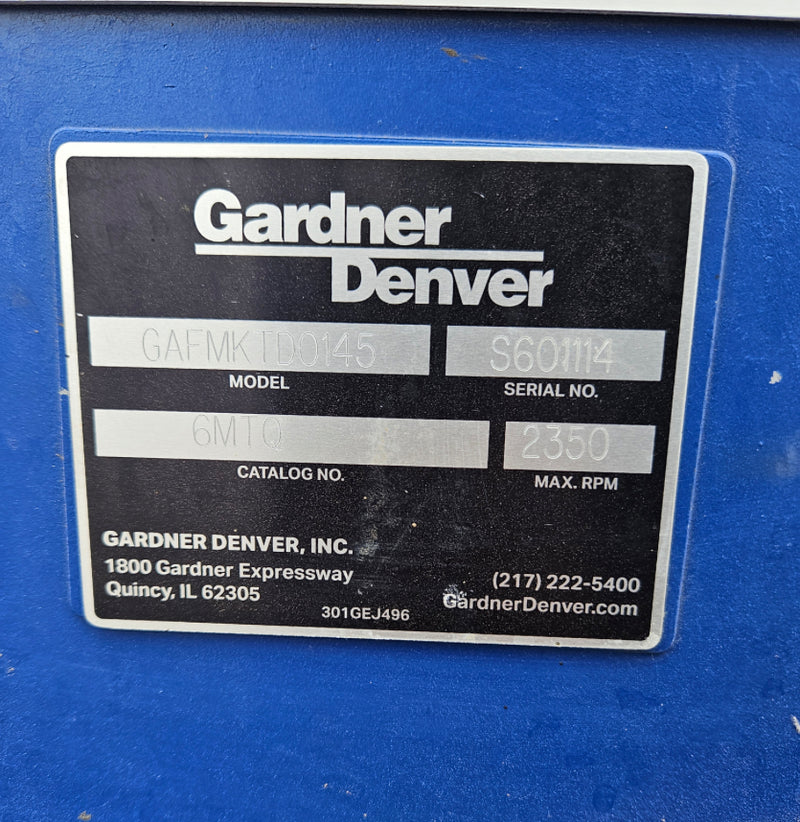 Gardner
Denver
GAFMKTD0145
S601114
MODEL
SERIAL NO.
6MTQ
2350
CATALOG NO.
MAX. RPM
GARDNER DENVER, INC.
1800 Gardner Expressway
Quincy, IL 62305
301GEJ496
(217) 222-5400
GardnerDenver.com